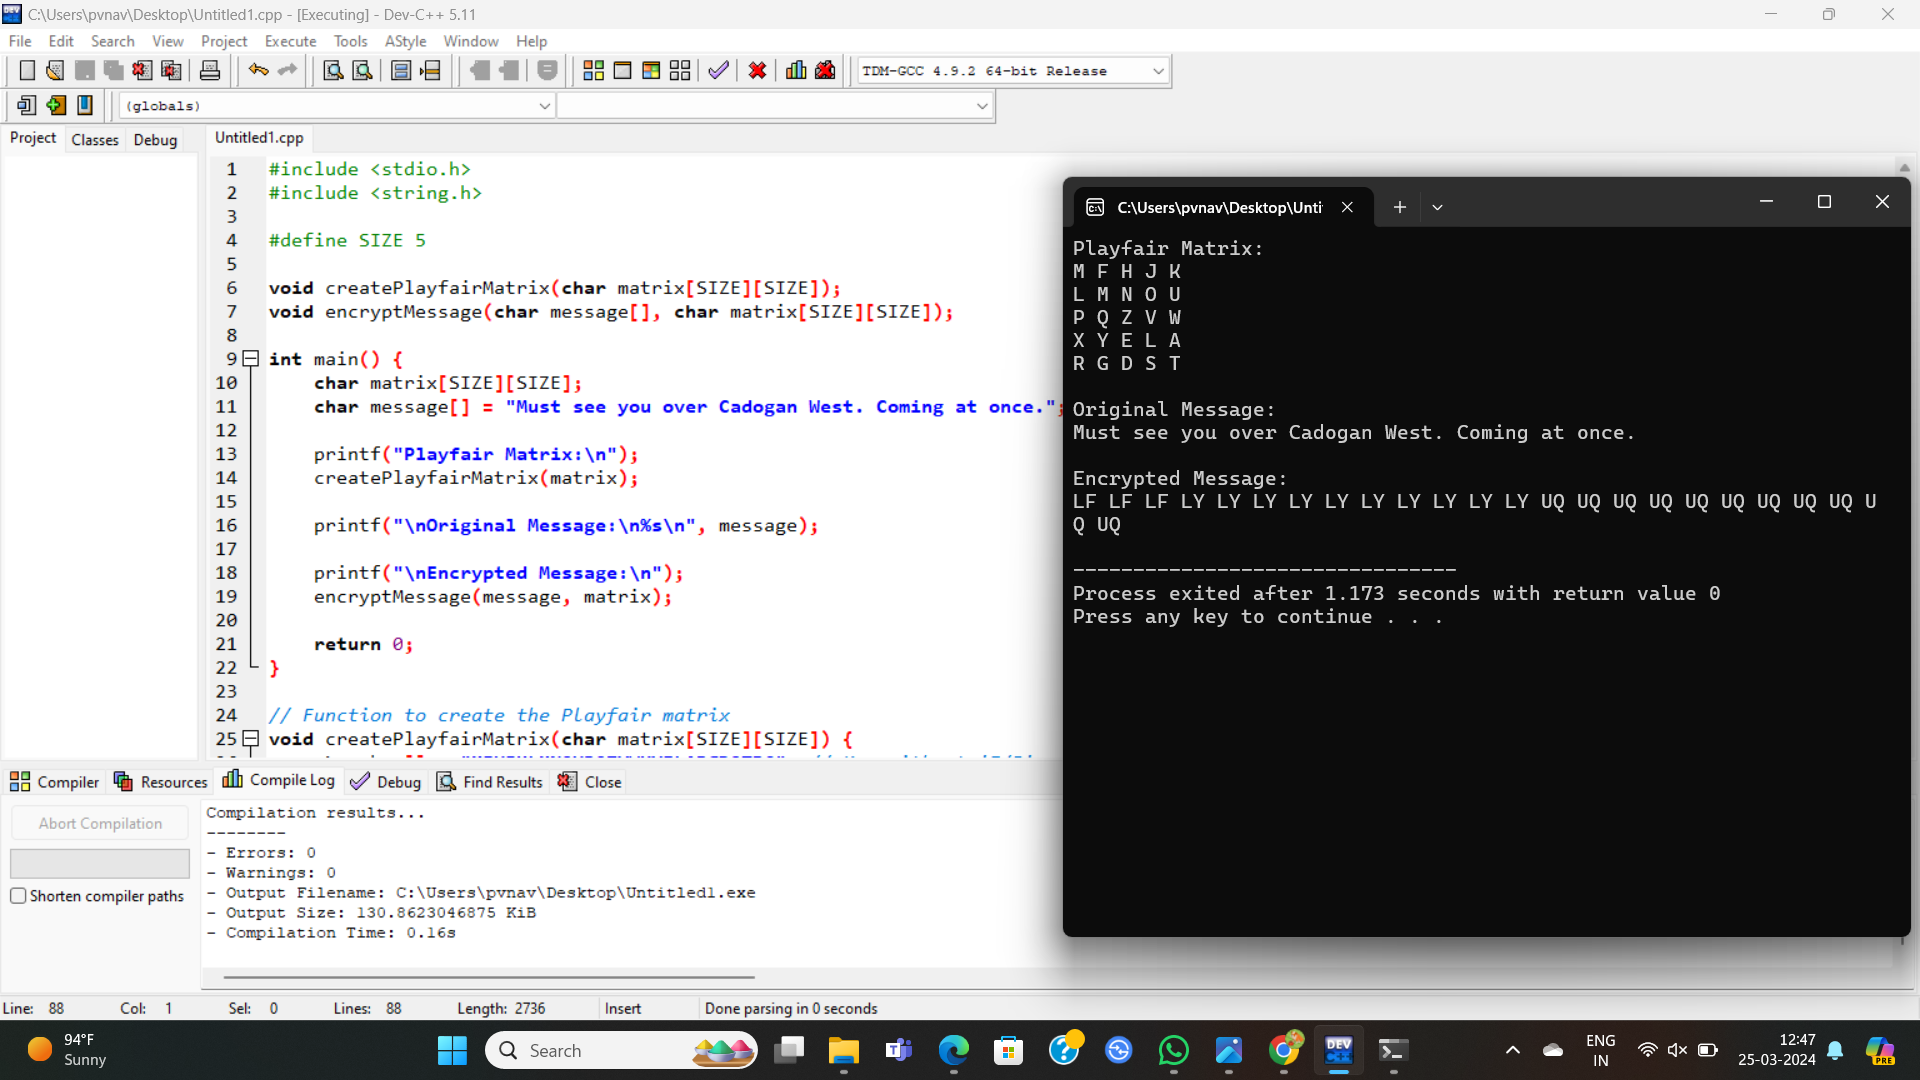 C:\Users\pvnav\Desktop\Untitled1.cpp - [Executing] - Dev-C++ 5.11
File Edit Search View Project Execute Tools AStyle Window Help
TDM-GCC 4.9.2 64-bit Release
(globals)
Project Classes Debug
Untitled1.cpp
1 #include <stdio.h>
2 #include <string.h>
3
4 #define SIZE 5
5
6 void createPlayfairMatrix(char matrix[SIZE][SIZE]);
7 void encryptMessage(char message[], char matrix[SIZE][SIZE]);
8
9 int main() {
10 char matrix[SIZE][SIZE];
11 char message[] = "Must see you over Cadogan West. Coming at once.";
12
13 printf("Playfair Matrix:\n");
14 createPlayfairMatrix(matrix);
15
16 printf("\nOriginal Message:\n%s\n", message);
17
18 printf("\nEncrypted Message:\n");
19 encryptMessage(message, matrix);
20
21 return 0;
22 }
23
24 // Function to create the Playfair matrix
25 void createPlayfairMatrix(char matrix[SIZE][SIZE]) {
C:\Users\pvnav\Desktop\Unti
Playfair Matrix:
M F H J K
L M N O U
P Q Z V W
X Y E L A
R G D S T
Original Message:
Must see you over Cadogan West. Coming at once.
Encrypted Message:
LF LF LF LY LY LY LY LY LY LY LY LY LY UQ UQ UQ UQ UQ UQ UQ UQ UQ U
Q UQ
--------------------------------
Process exited after 1.173 seconds with return value 0
Press any key to continue . . .
Compiler Resources Compile Log Debug Find Results Close
Abort Compilation
Shorten compiler paths
Compilation results...
--------
- Errors: 0
- Warnings: 0
- Output Filename: C:\Users\pvnav\Desktop\Untitled1.exe
- Output Size: 130.8623046875 KiB
- Compilation Time: 0.16s
Line: 88 Col: 1 Sel: 0 Lines: 88 Length: 2736 Insert Done parsing in 0 seconds
94°F
Sunny
Search
DEV C++
ENG
IN
12:47
25-03-2024
PRE